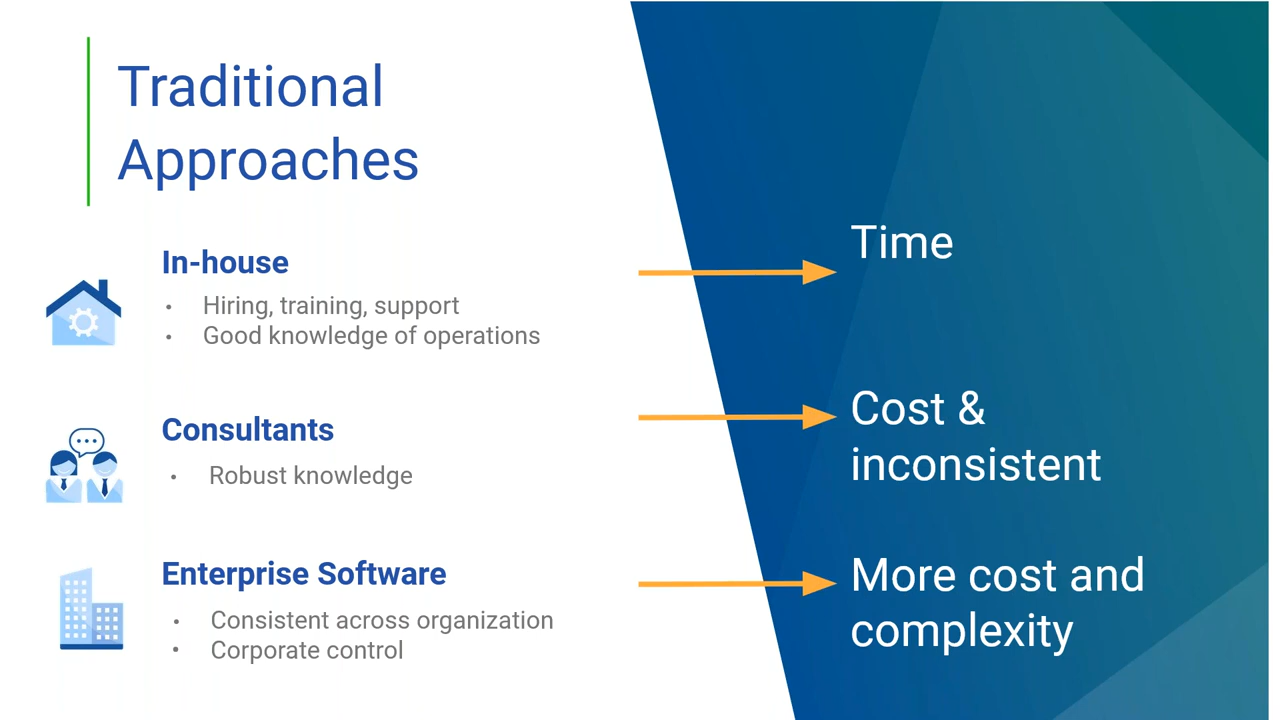 Traditional
Approaches
In-house
• Hiring, training, support
• Good knowledge of operations
Time
Consultants
• Robust knowledge
Cost &
inconsistent
Enterprise Software
• Consistent across organization
• Corporate control
More cost and
complexity